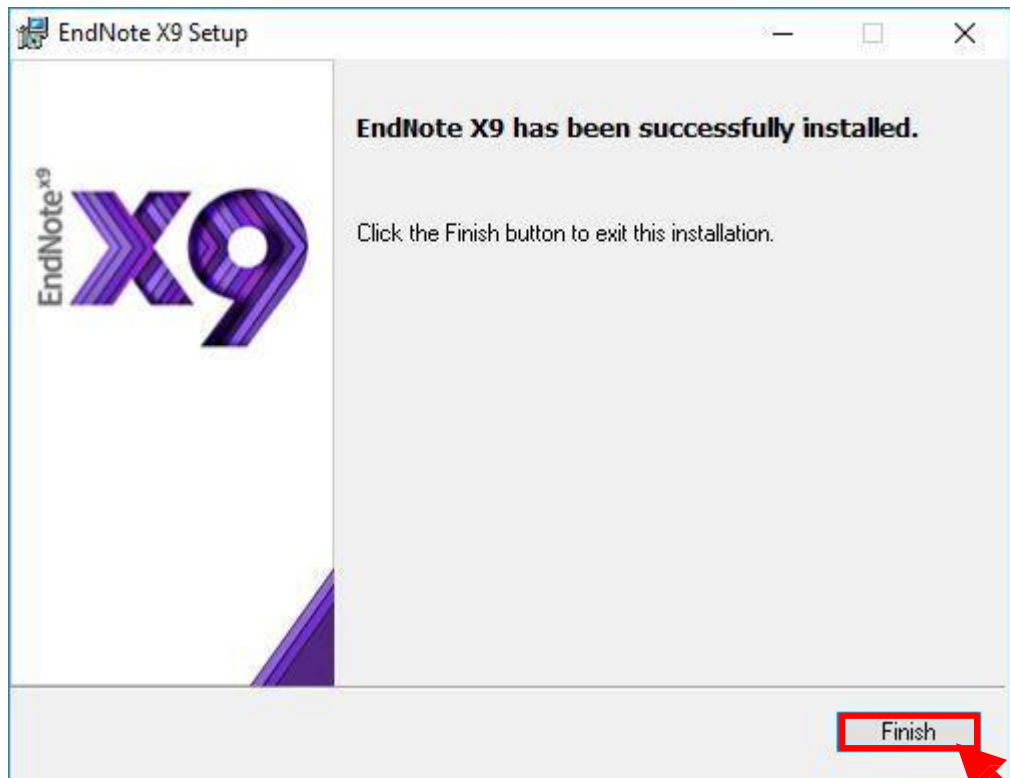 EndNote X9 Setup
EndNote X9 has been successfully installed.
EndNote X9
X9
Click the Finish button to exit this installation.
Finish